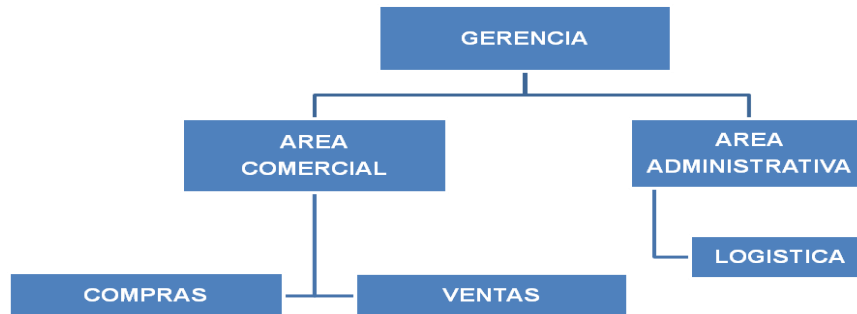 GERENCIA
AREA
COMERCIAL
AREA
ADMINISTRATIVA
LOGISTICA
COMPRAS
VENTAS